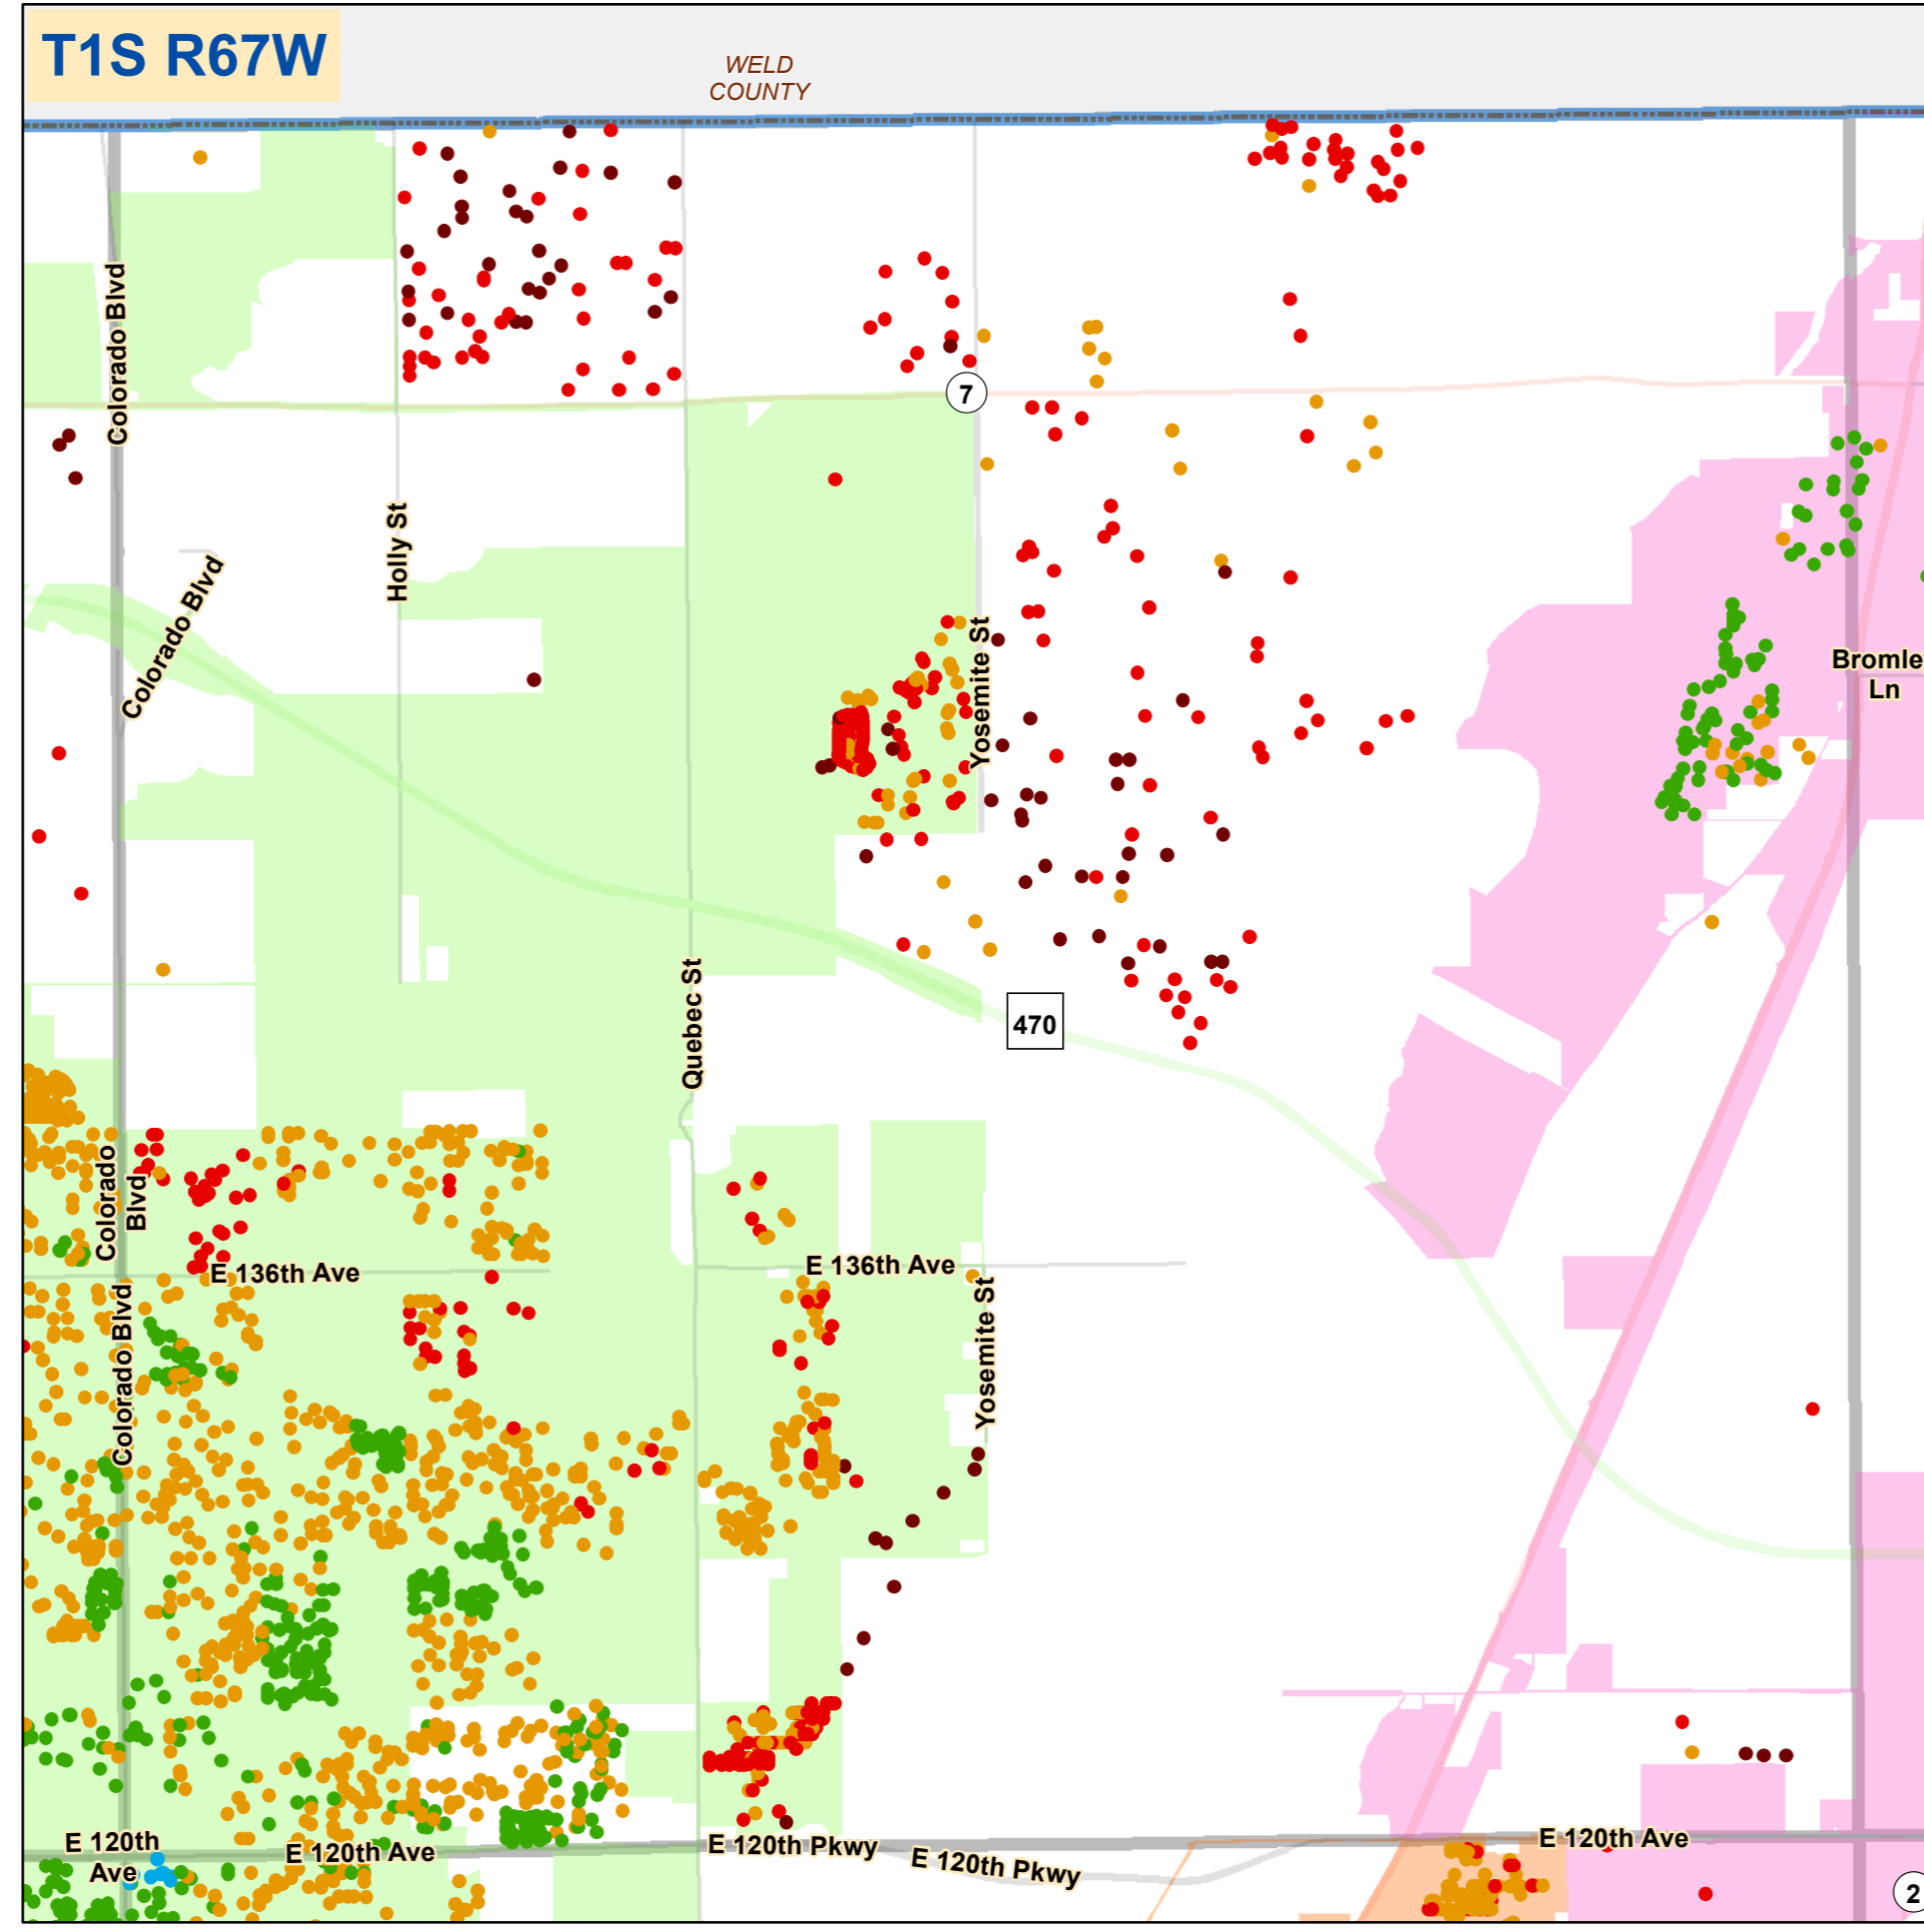 T1S R67W
WELD
COUNTY
Colorado Blvd
7
Holly St
Colorado Blvd
Yosemite St
Bromle
Ln
Quebec St
470
Colorado
Blvd
E 136th Ave
E 136th Ave
Colorado Blvd
Yosemite St
E 120th
Ave
E 120th Ave
E 120th Pkwy
E 120th Pkwy
E 120th Ave
2